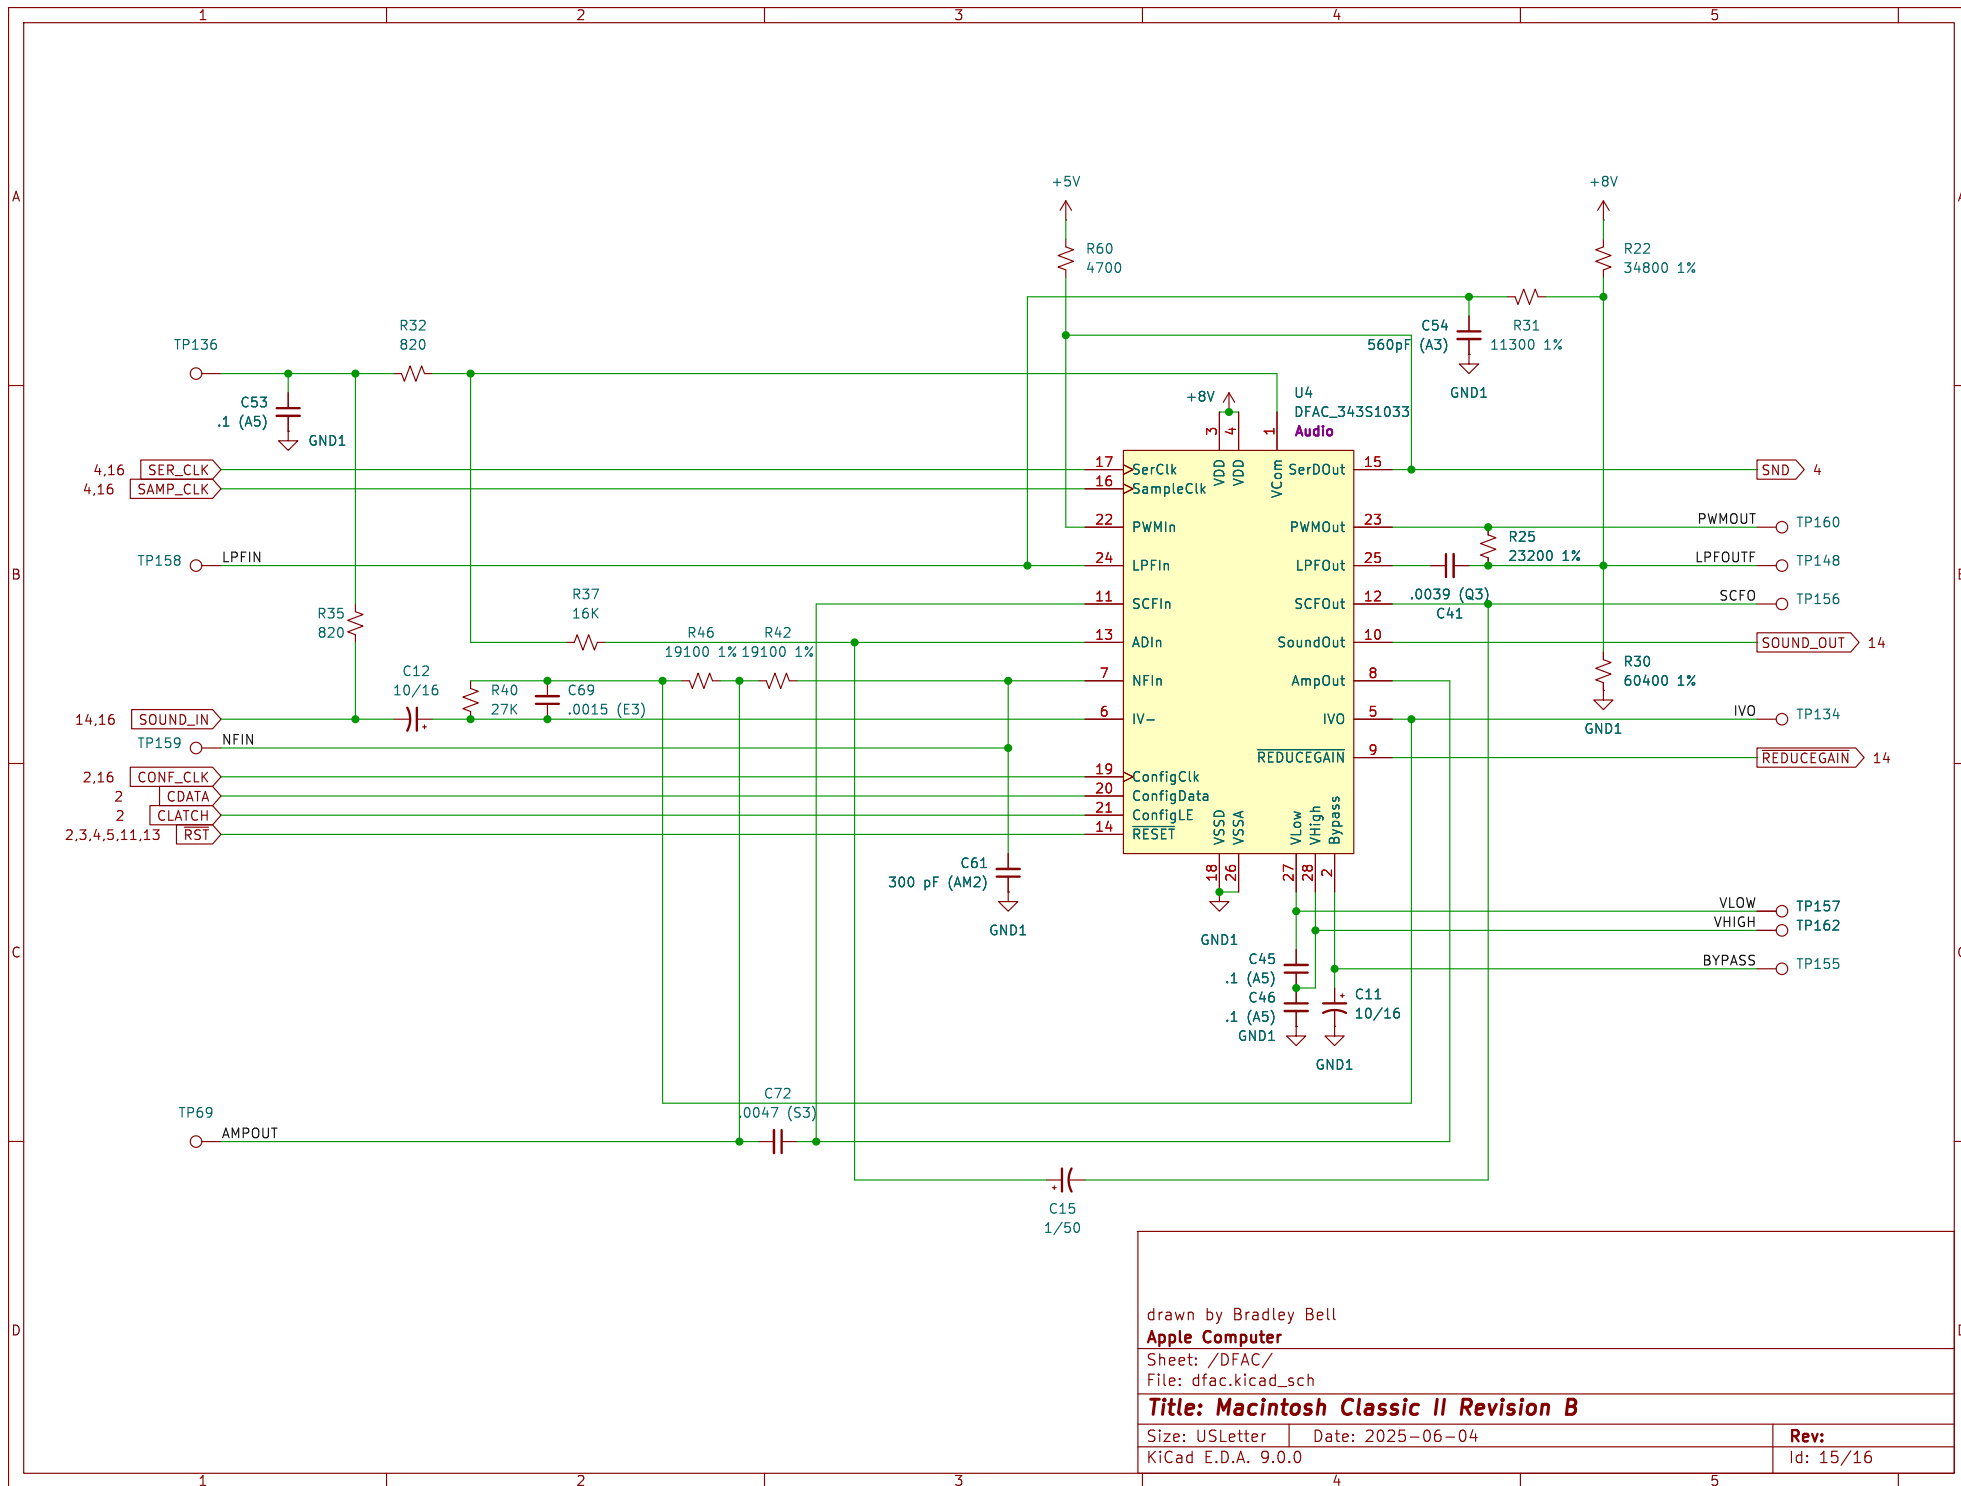 1 2 3 4 5
A
+5V
+8V
R60
4700
R22
34800 1%
R32
820
C54
560pF (A3)
R31
11300 1%
GND1
TP136
C53
.1 (A5)
GND1
+8V
U4
DFAC_343S1033
Audio
3 4 1
VDD VDD VCom
4,16 SER_CLK 17 SerClk SerDOut 15 SND 4
4,16 SAMP_CLK 16 SampleClk
22 PWMIn PWMOut 23 PWMOUT TP160
R25
23200 1%
B
TP158 LPFIN 24 LPFIn LPFOut 25 LPFOUTF TP148
.0039 (Q3)
C41
11 SCFIn SCFOut 12 SCFO TP156
R37
16K
R35
820
R46
19100 1%
R42
19100 1%
13 ADIn SoundOut 10 SOUND_OUT 14
C12
10/16
R40
27K
C69
.0015 (E3)
7 NFIn AmpOut 8
R30
60400 1%
GND1
14,16 SOUND_IN 6 IV- IVO 5 IVO TP134
TP159 NFIN
REDUCEGAIN 9 REDUCEGAIN 14
2,16 CONF_CLK 19 ConfigClk
2 CDATA 20 ConfigData
2 CLATCH 21 ConfigLE
2,3,4,5,11,13 RST 14 RESET
VSSD VSSA VLow VHigh Bypass
18 26 27 28 2
C61
300 pF (AM2)
GND1
GND1
VLOW TP157
VHIGH TP162
BYPASS TP155
C
C45
.1 (A5)
C46
.1 (A5)
GND1
C11
10/16
GND1
C72
.0047 (S3)
TP69 AMPOUT
C15
1/50
D
drawn by Bradley Bell
Apple Computer
Sheet: /DFAC/
File: dfac.kicad_sch
Title: Macintosh Classic II Revision B
Size: USLetter Date: 2025-06-04 Rev:
KiCad E.D.A. 9.0.0 Id: 15/16
1 2 3 4 5